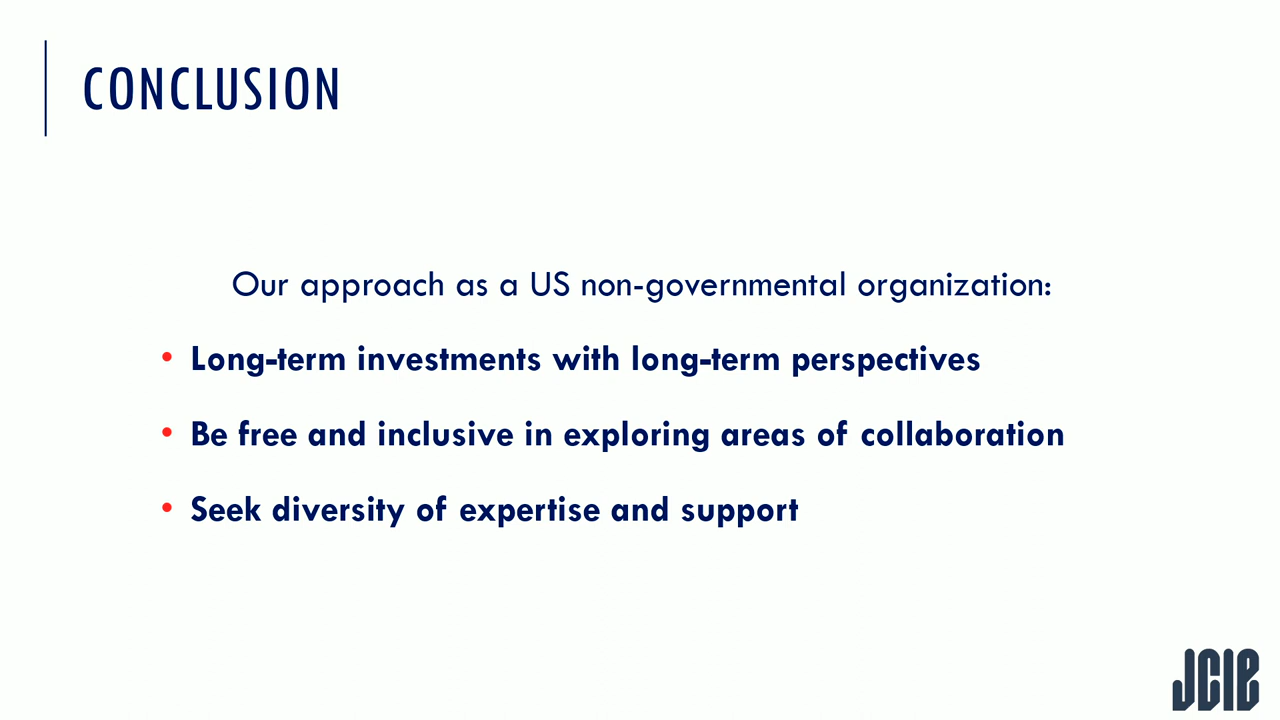 CONCLUSION
Our approach as a US non-governmental organization:
• Long-term investments with long-term perspectives
• Be free and inclusive in exploring areas of collaboration
• Seek diversity of expertise and support
JCIE